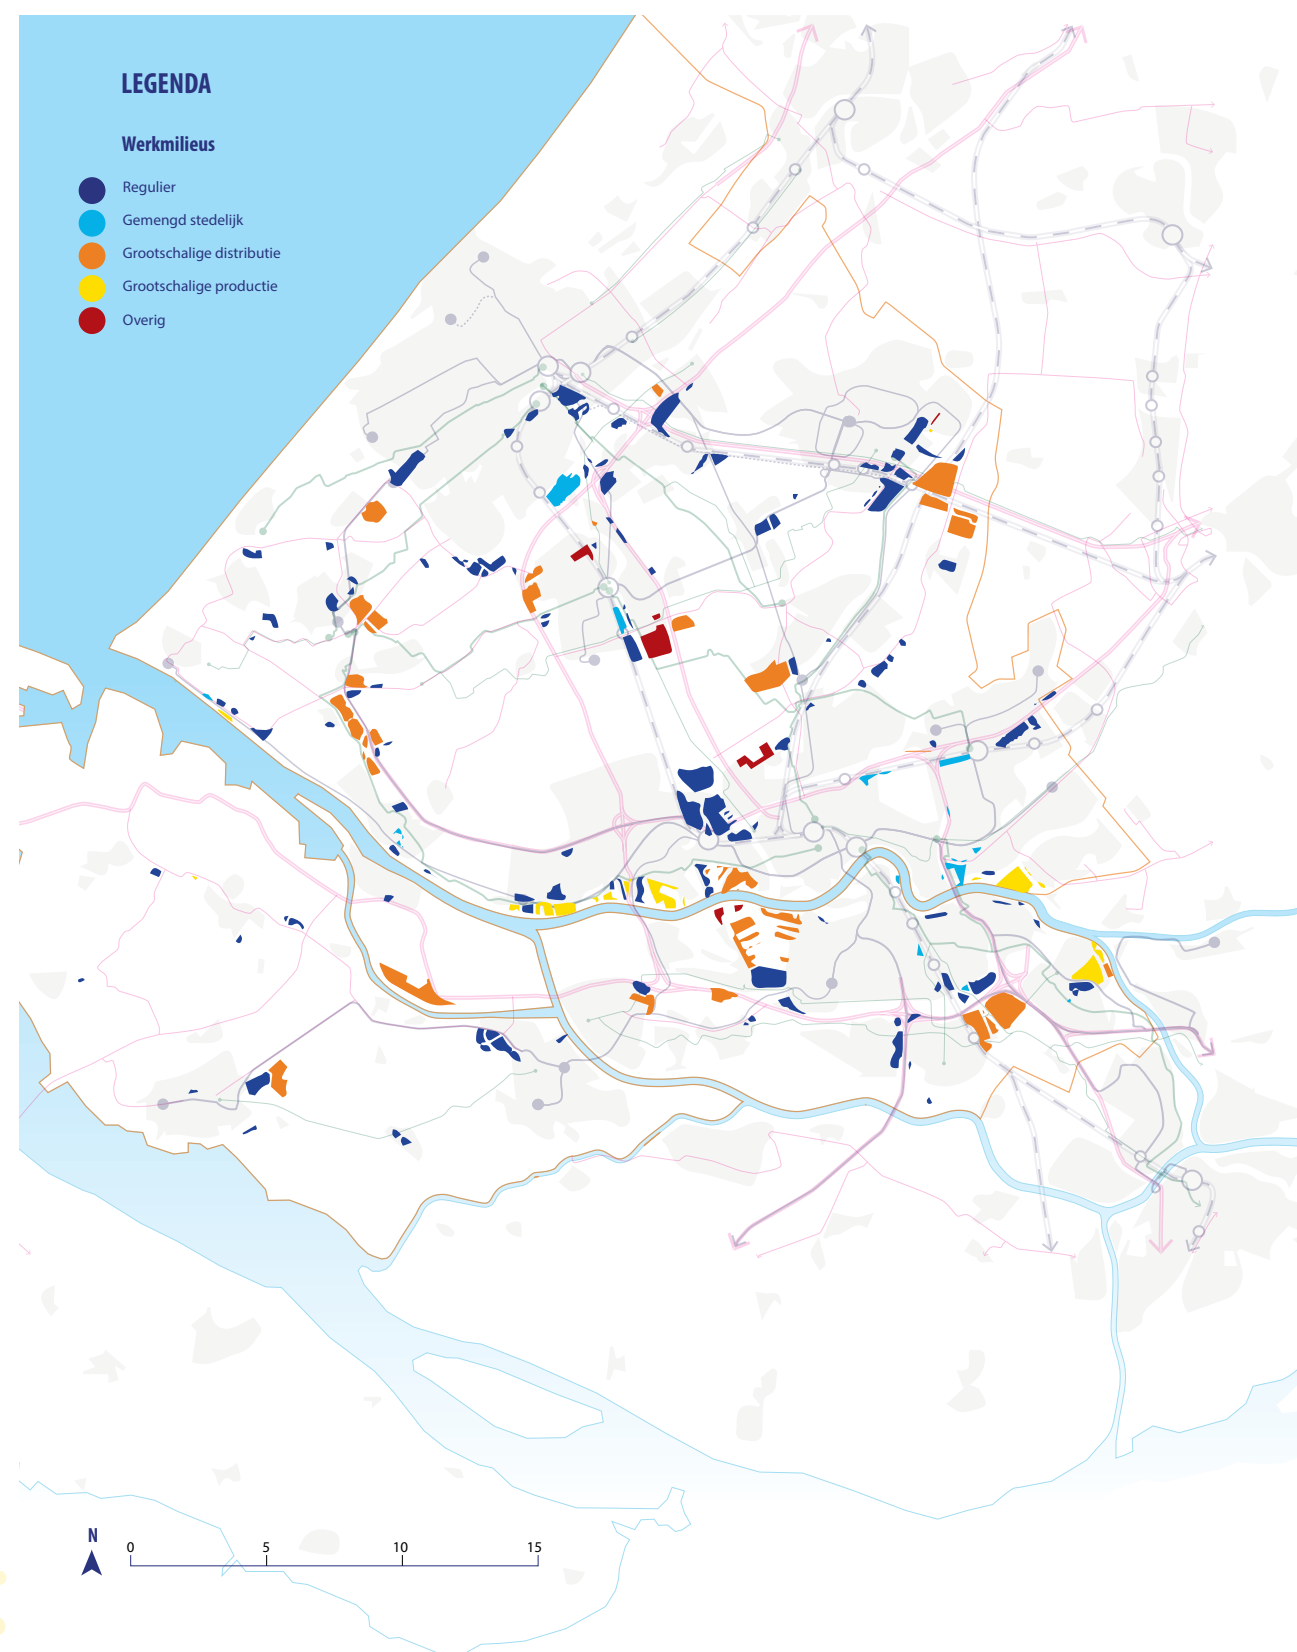 LEGENDA
Werkmilieus
Regulier
Gemengd stedelijk
Grootschalige distributie
Grootschalige productie
Overig
N
0 5 10 15